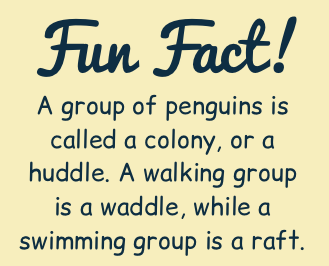 Fun Fact!
A group of penguins is
called a colony, or a
huddle. A walking group
is a waddle, while a
swimming group is a raft.